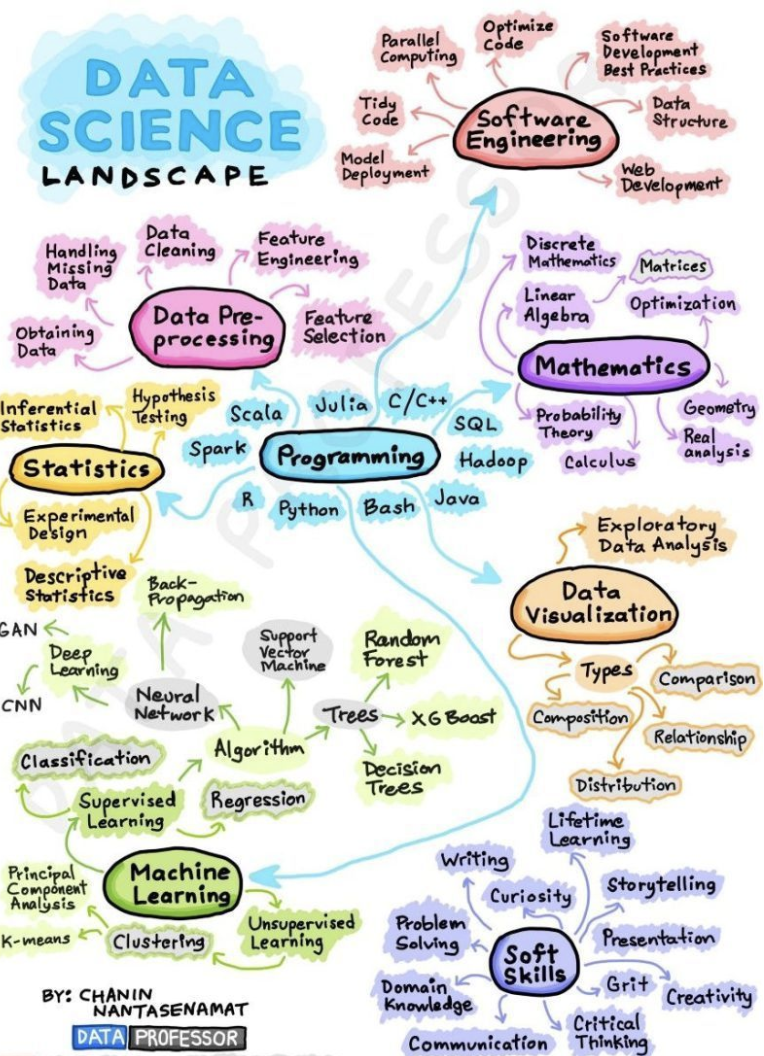 DATA
SCIENCE
LANDSCAPE
Parallel
Computing
Optimize
Code
Software
Development
Best Practices
Tidy
Code
Software
Engineering
Data
Structure
Model
Deployment
Web
Development
Handling
Missing
Data
Data
Cleaning
Feature
Engineering
Obtaining
Data
Data Pre-
processing
Feature
Selection
Discrete
Mathematics
Matrices
Linear
Algebra
Optimization
Mathematics
Probability
Theory
Calculus
Geometry
Real
analysis
Inferential
Statistics
Hypothesis
Testing
Statistics
Experimental
Design
Descriptive
Statistics
Scala
Julia
C/C++
SQL
Spark
Programming
Hadoop
R
Python
Bash
Java
Exploratory
Data Analysis
Data
Visualization
Types
Comparison
Composition
Relationship
Distribution
Back-
Propagation
GAN
Deep
Learning
CNN
Neural
Network
Support
Vector
Machine
Random
Forest
Trees
XG Boost
Decision
Trees
Algorithm
Classification
Supervised
Learning
Regression
Machine
Learning
Principal
Component
Analysis
K-means
Clustering
Unsupervised
Learning
Lifetime
Learning
Writing
Curiosity
Storytelling
Problem
Solving
Soft
Skills
Presentation
Domain
Knowledge
Grit
Creativity
Communication
Critical
Thinking
BY: CHANIN
NANTASENAMAT
DATA PROFESSOR
DATA PROFESSOR